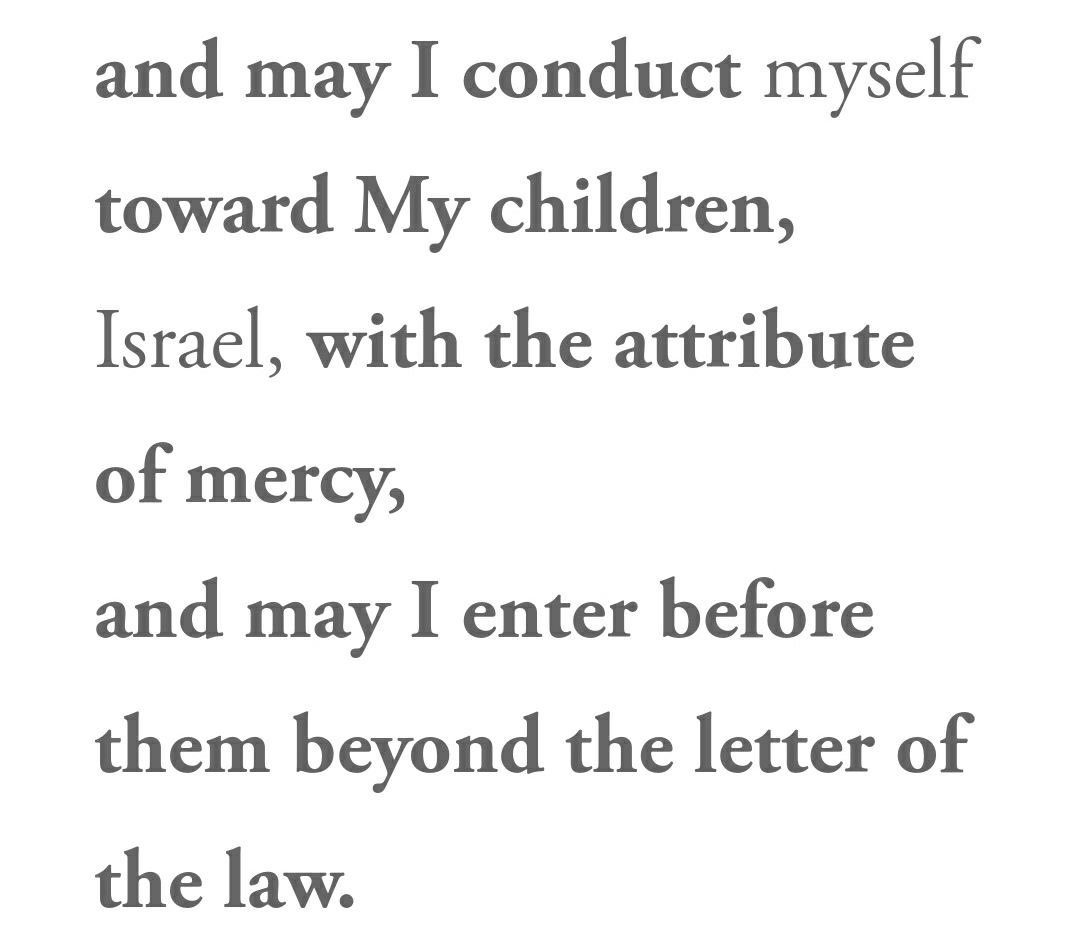 and may I conduct myself
toward My children,
Israel, with the attribute
of mercy,
and may I enter before
them beyond the letter of
the law.